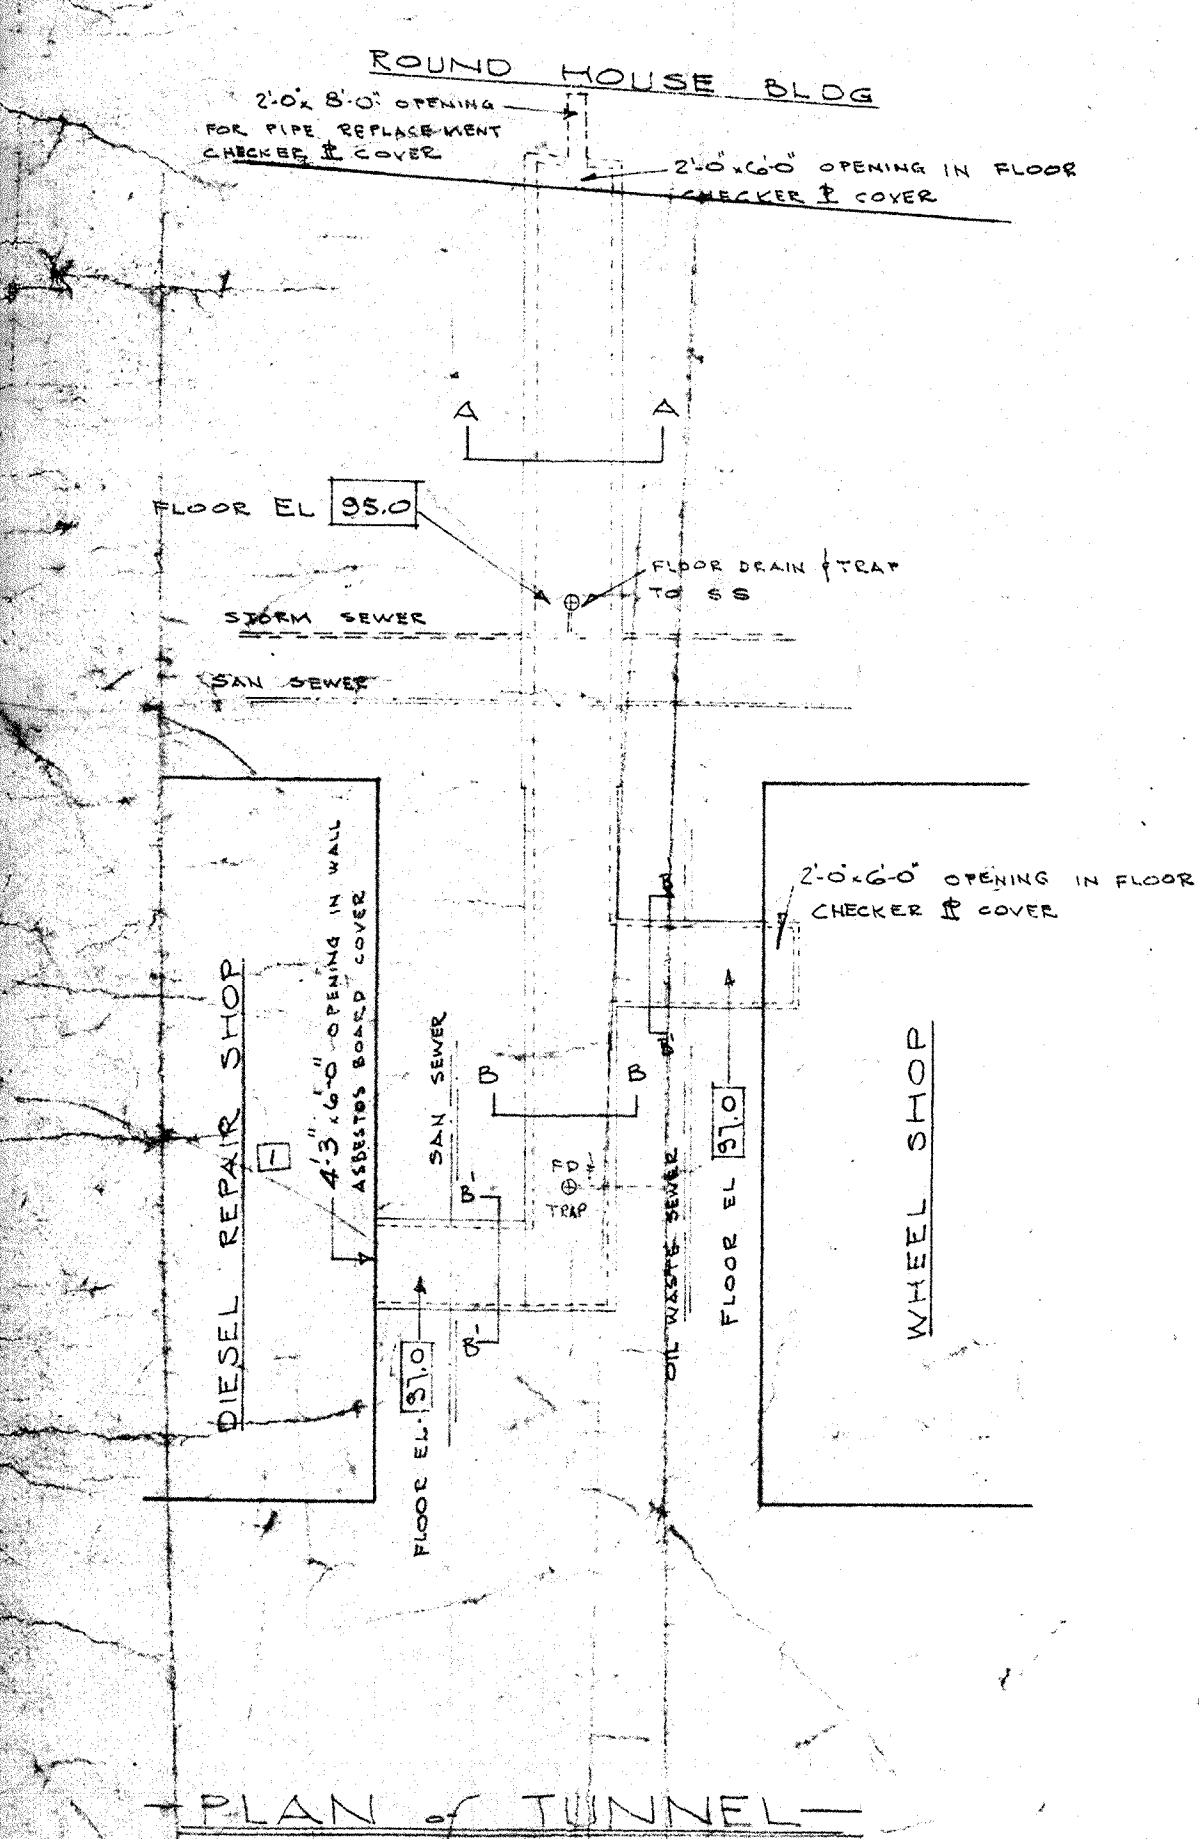 ROUND HOUSE BLDG
2'-0" x 8'-0" OPENING
FOR PIPE REPLACEMENT
CHECKER ℄ COVER
2'-0" x 6'-0" OPENING IN FLOOR
CHECKER ℄ COVER
A A
FLOOR EL 95.0
FLOOR DRAIN & TRAP
TO S S
STORM SEWER
SAN SEWER
2'-0" x 6'-0" OPENING IN FLOOR
CHECKER ℄ COVER
DIESEL REPAIR SHOP
1
4'-3" x 6'-0" OPENING IN WALL
ASBESTOS BOARD COVER
SAN SEWER
B B
B'
B'
FD
TRAP
OIL WASTE SEWER
FLOOR EL 97.0
WHEEL SHOP
FLOOR EL. 97.0
PLAN of TUNNEL